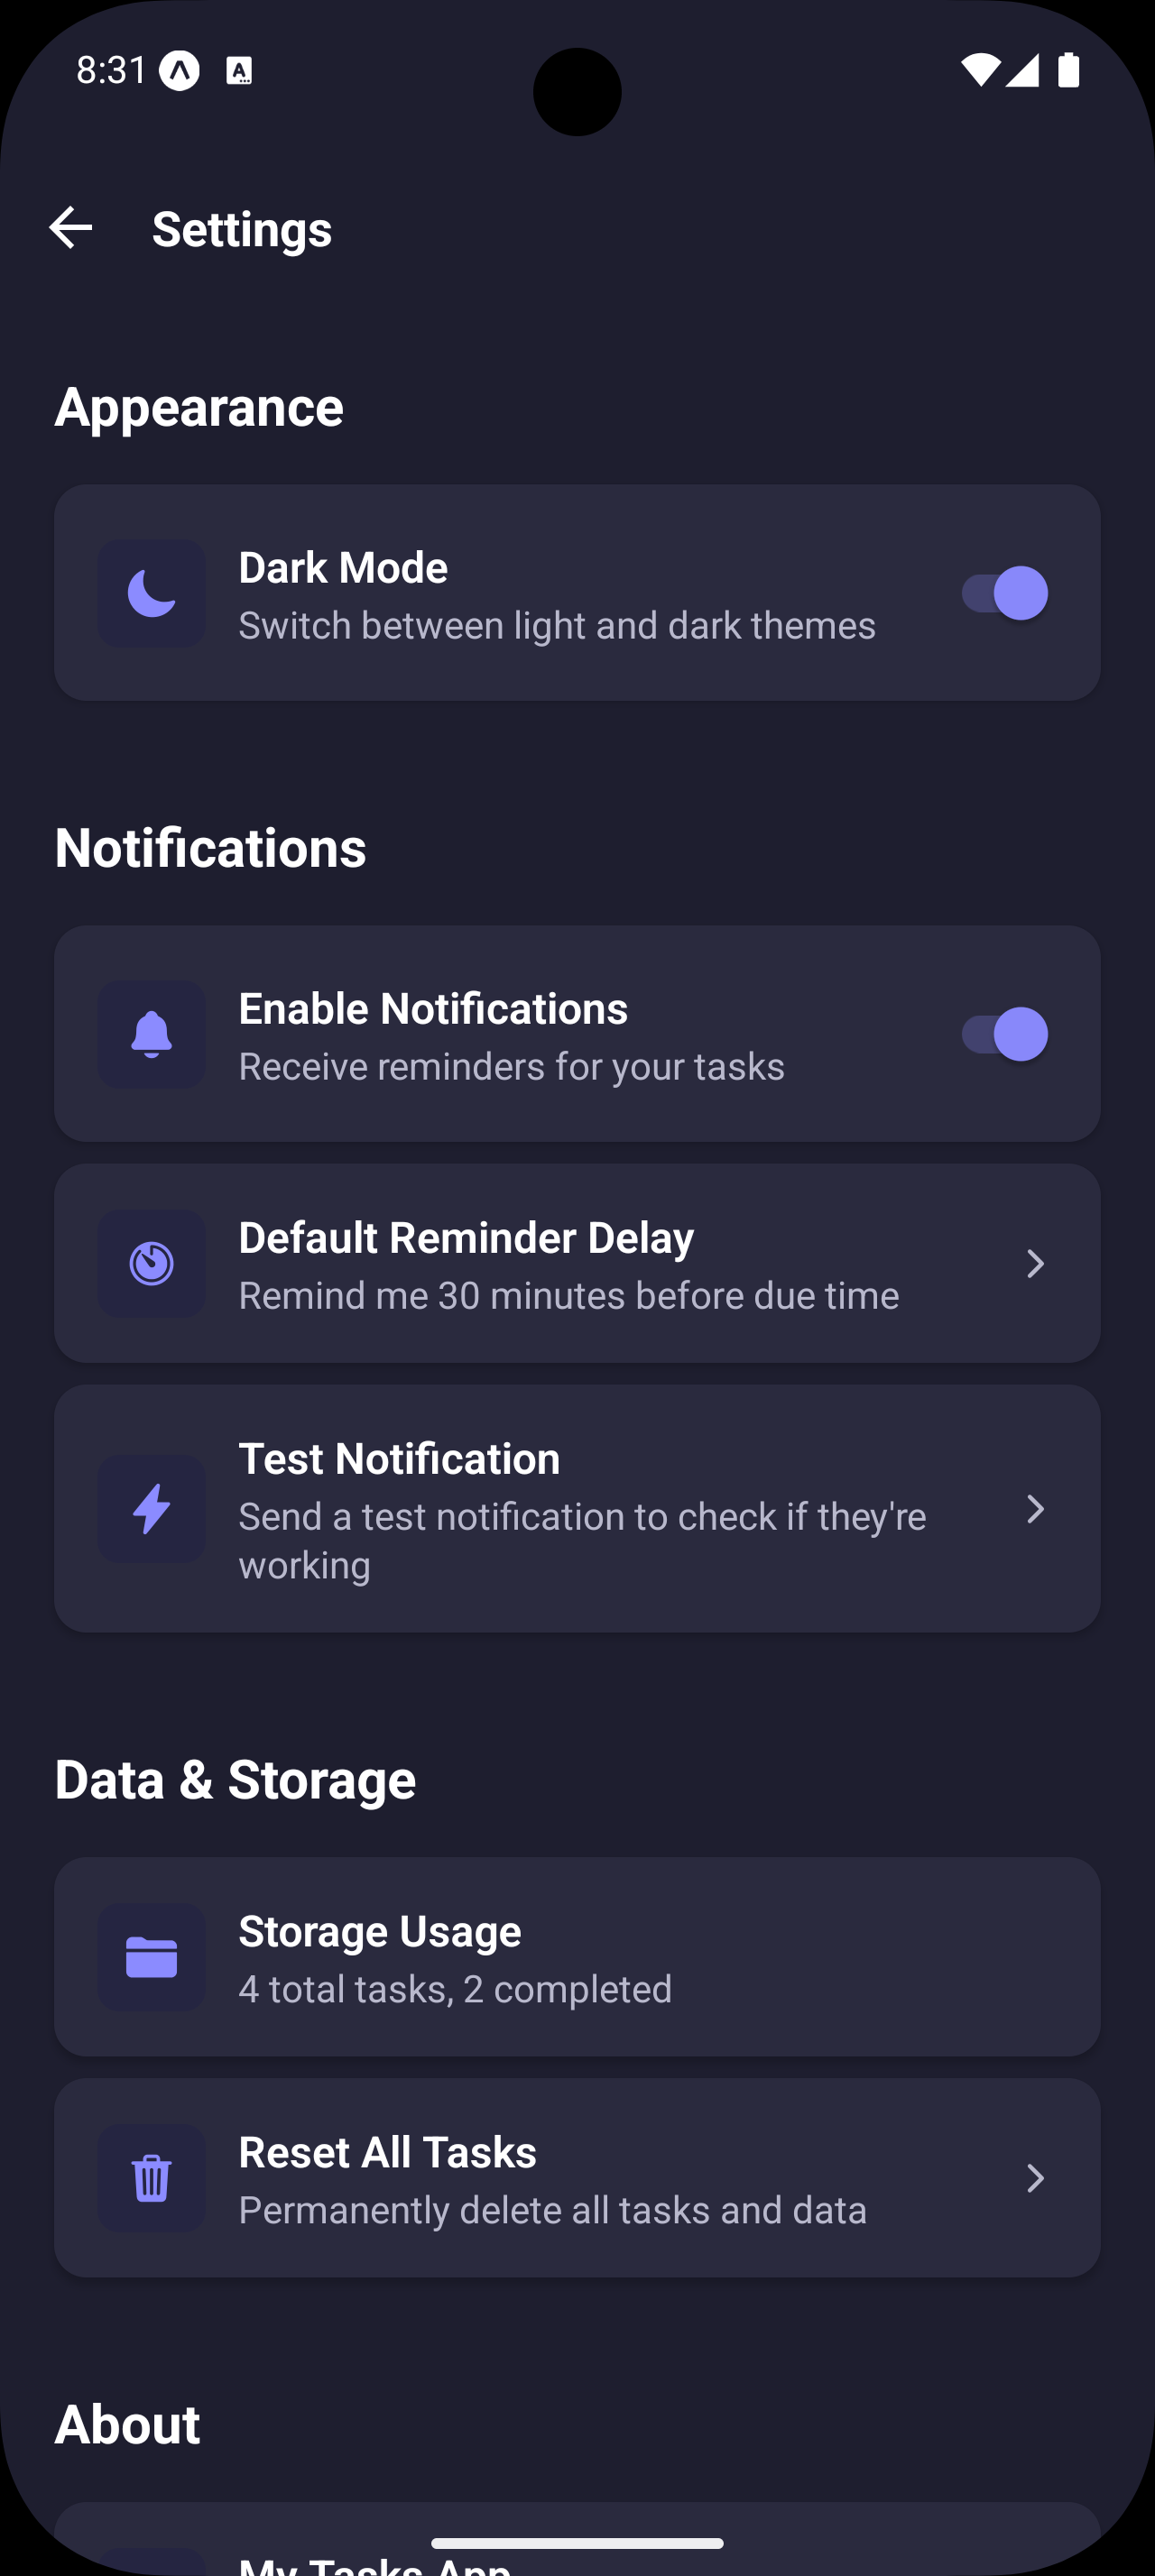 8:31
Settings
Appearance
Dark Mode
Switch between light and dark themes
Notifications
Enable Notifications
Receive reminders for your tasks
Default Reminder Delay
Remind me 30 minutes before due time
Test Notification
Send a test notification to check if they're
working
Data & Storage
Storage Usage
4 total tasks, 2 completed
Reset All Tasks
Permanently delete all tasks and data
About
My Tasks App